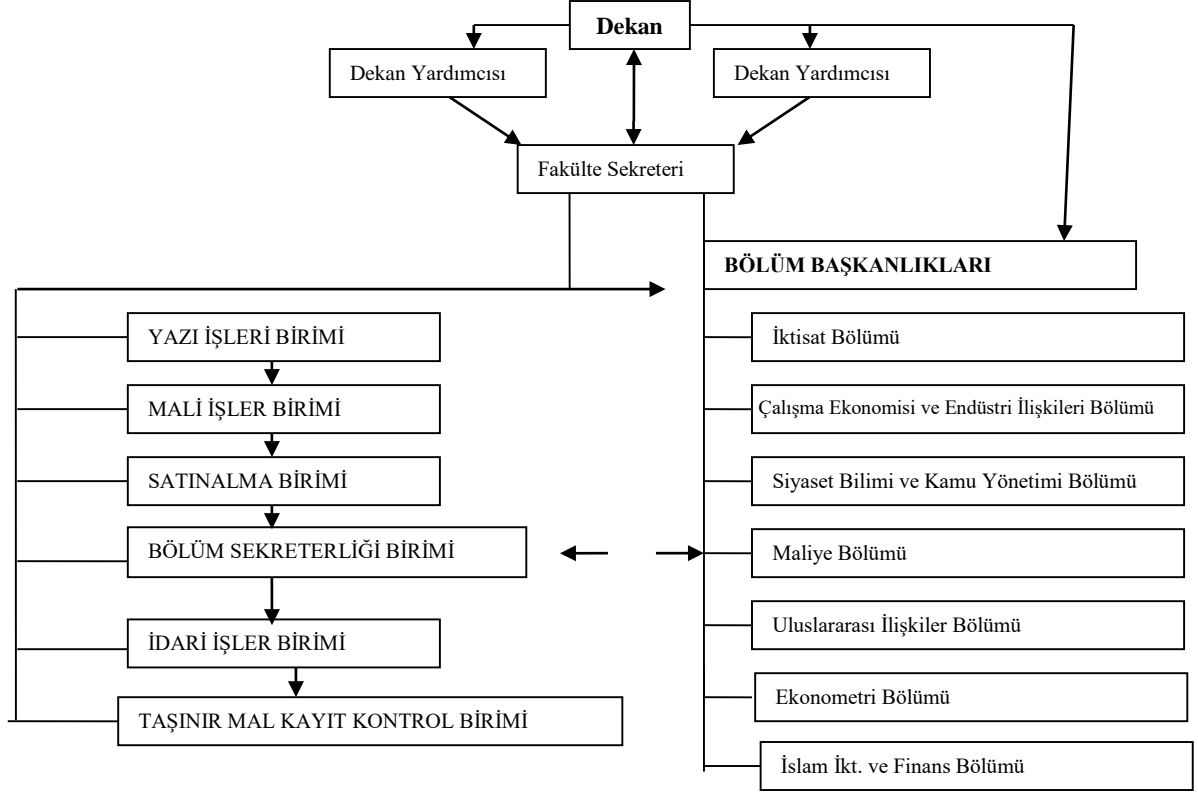 Dekan
Dekan Yardımcısı
Dekan Yardımcısı
Fakülte Sekreteri
BÖLÜM BAŞKANLIKLARI
YAZI İŞLERİ BİRİMİ
MALİ İŞLER BİRİMİ
SATINALMA BİRİMİ
BÖLÜM SEKRETERLİĞİ BİRİMİ
İDARİ İŞLER BİRİMİ
TAŞINIR MAL KAYIT KONTROL BİRİMİ
İktisat Bölümü
Çalışma Ekonomisi ve Endüstri İlişkileri Bölümü
Siyaset Bilimi ve Kamu Yönetimi Bölümü
Maliye Bölümü
Uluslararası İlişkiler Bölümü
Ekonometri Bölümü
İslam İkt. ve Finans Bölümü